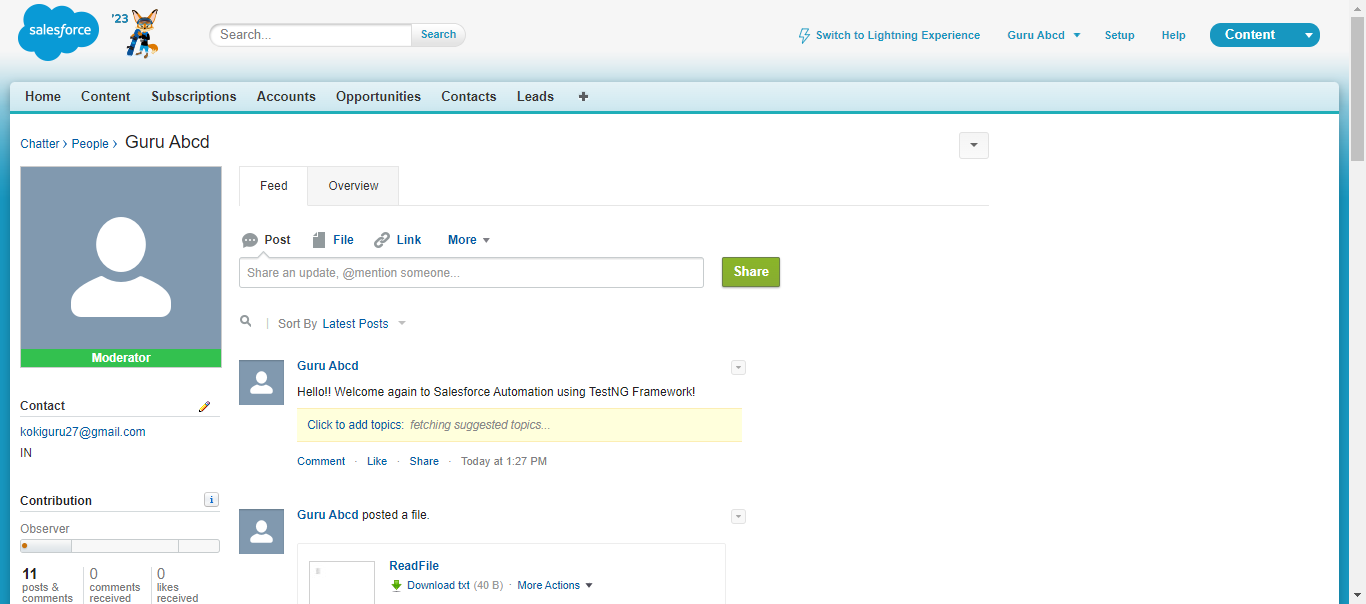 salesforce
'23
Search...
Search
Switch to Lightning Experience
Guru Abcd
Setup
Help
Content
Home
Content
Subscriptions
Accounts
Opportunities
Contacts
Leads
+
Chatter › People › Guru Abcd
Moderator
Contact
kokiguru27@gmail.com
IN
Contribution
i
Observer
11
posts &
comments
0
comments
received
0
likes
received
Feed
Overview
Post
File
Link
More
Share an update, @mention someone...
Share
| Sort By Latest Posts
Guru Abcd
Hello!! Welcome again to Salesforce Automation using TestNG Framework!
Click to add topics: fetching suggested topics...
Comment · Like · Share · Today at 1:27 PM
Guru Abcd posted a file.
ReadFile
Download txt (40 B) · More Actions